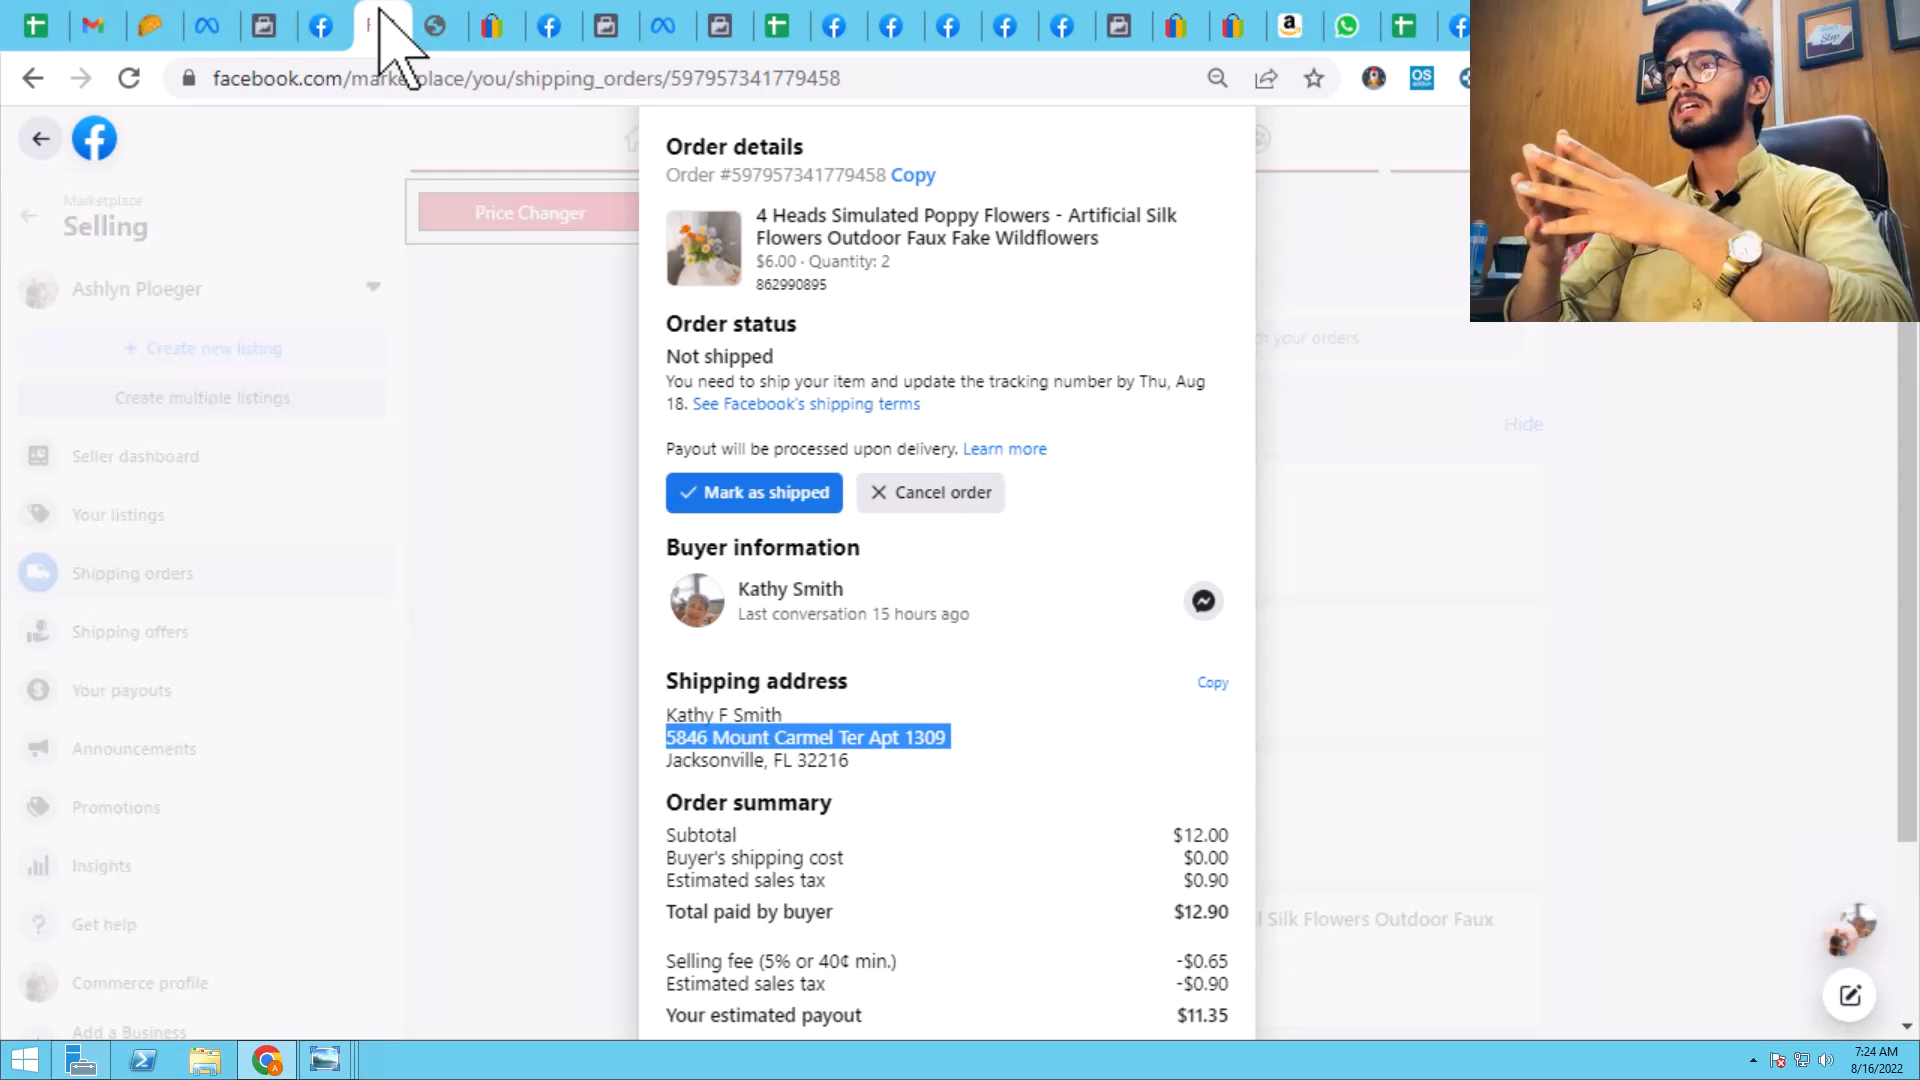 facebook.com/marketplace/you/shipping_orders/597957341779458
Order details
Order #597957341779458 Copy
4 Heads Simulated Poppy Flowers - Artificial Silk
Flowers Outdoor Faux Fake Wildflowers
$6.00 · Quantity: 2
862990895
Order status
Not shipped
You need to ship your item and update the tracking number by Thu, Aug
18. See Facebook's shipping terms
Payout will be processed upon delivery. Learn more
Mark as shipped
Cancel order
Buyer information
Kathy Smith
Last conversation 15 hours ago
Shipping address
Copy
Kathy F Smith
5846 Mount Carmel Ter Apt 1309
Jacksonville, FL 32216
Order summary
Subtotal $12.00
Buyer's shipping cost $0.00
Estimated sales tax $0.90
Total paid by buyer $12.90
Selling fee (5% or 40¢ min.) -$0.65
Estimated sales tax -$0.90
Your estimated payout $11.35
Marketplace
Selling
Ashlyn Ploeger
+ Create new listing
Create multiple listings
Seller dashboard
Your listings
Shipping orders
Shipping offers
Your payouts
Announcements
Promotions
Insights
Get help
Commerce profile
Add a Business
Price Changer
your orders
Hide
Silk Flowers Outdoor Faux
OS
7:24 AM
8/16/2022